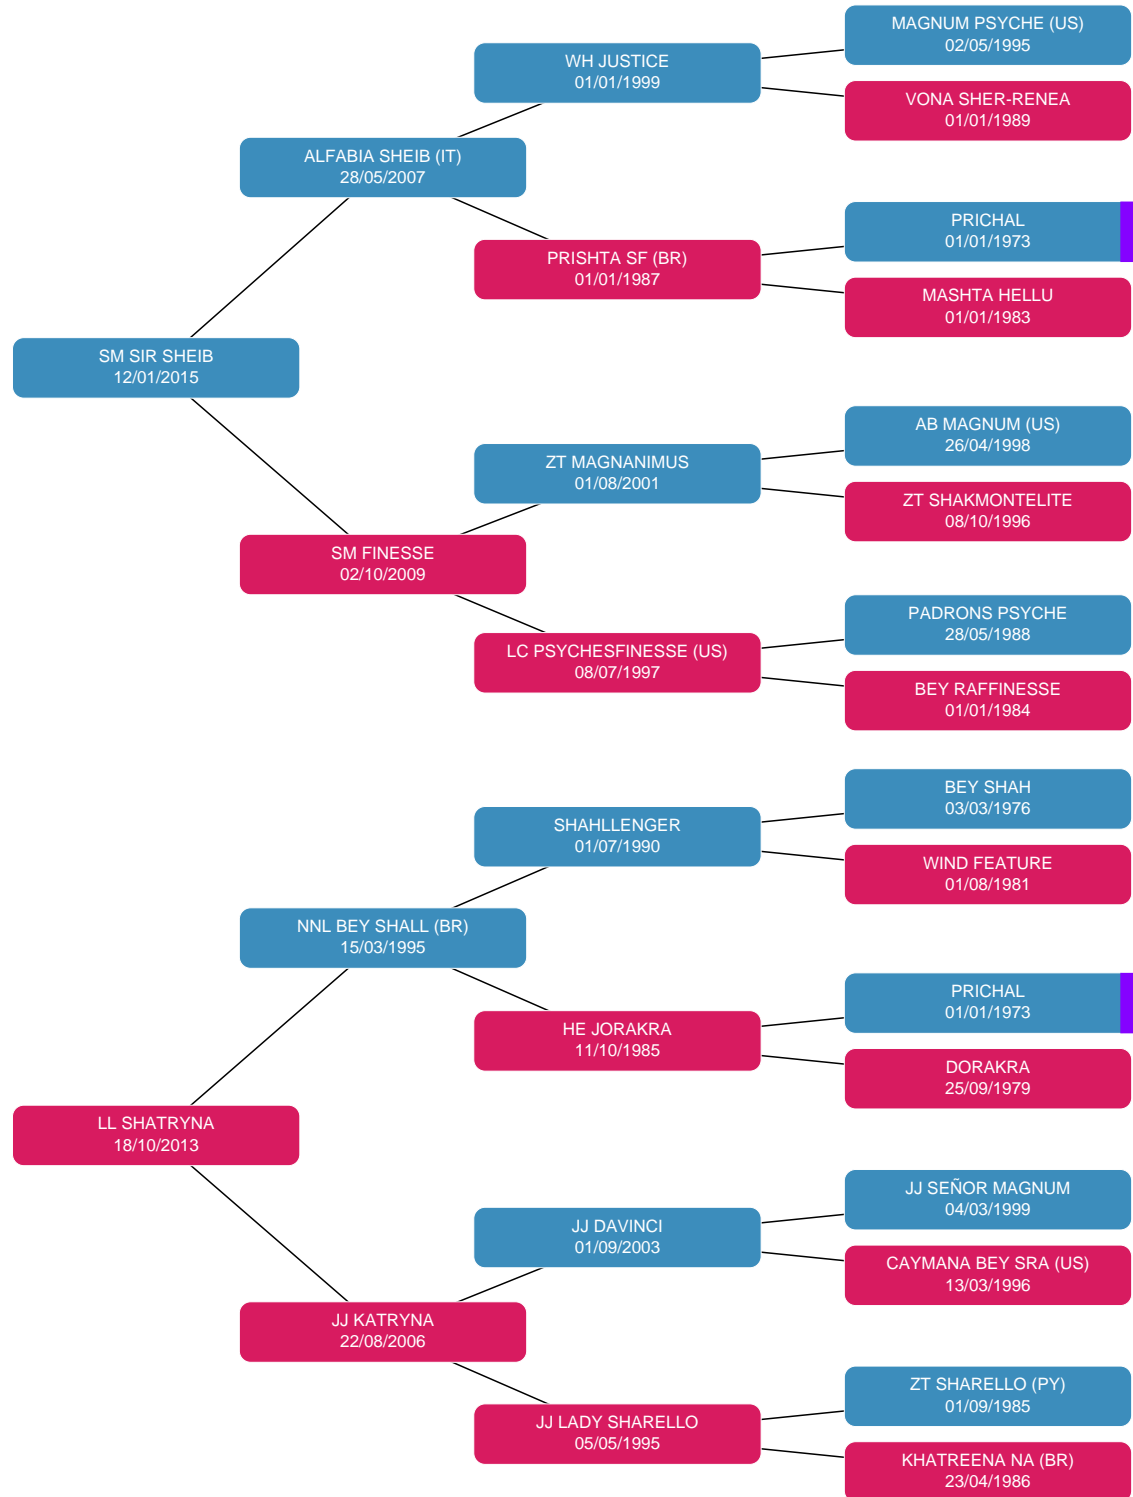 MAGNUM PSYCHE (US)
02/05/1995
WH JUSTICE
01/01/1999
VONA SHER-RENEA
01/01/1989
ALFABIA SHEIB (IT)
28/05/2007
PRICHAL
01/01/1973
PRISHTA SF (BR)
01/01/1987
MASHTA HELLU
01/01/1983
SM SIR SHEIB
12/01/2015
AB MAGNUM (US)
26/04/1998
ZT MAGNANIMUS
01/08/2001
ZT SHAKMONTELITE
08/10/1996
SM FINESSE
02/10/2009
PADRONS PSYCHE
28/05/1988
LC PSYCHESFINESSE (US)
08/07/1997
BEY RAFFINESSE
01/01/1984
BEY SHAH
03/03/1976
SHAHLLENGER
01/07/1990
WIND FEATURE
01/08/1981
NNL BEY SHALL (BR)
15/03/1995
PRICHAL
01/01/1973
HE JORAKRA
11/10/1985
DORAKRA
25/09/1979
LL SHATRYNA
18/10/2013
JJ SEÑOR MAGNUM
04/03/1999
JJ DAVINCI
01/09/2003
CAYMANA BEY SRA (US)
13/03/1996
JJ KATRYNA
22/08/2006
ZT SHARELLO (PY)
01/09/1985
JJ LADY SHARELLO
05/05/1995
KHATREENA NA (BR)
23/04/1986